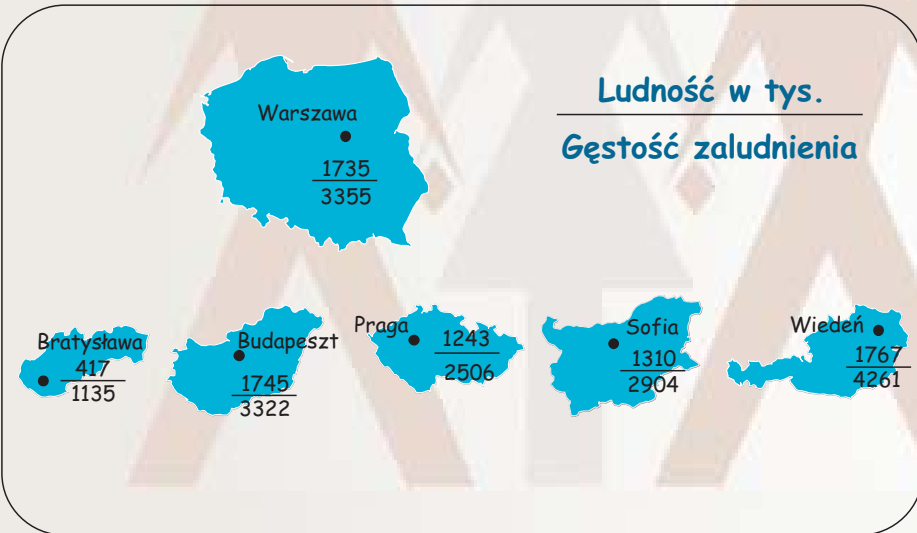 Ludność w tys.
Gęstość zaludnienia
Warszawa
1735
3355
Bratysława
417
1135
Budapeszt
1745
3322
Praga
1243
2506
Sofia
1310
2904
Wiedeń
1767
4261